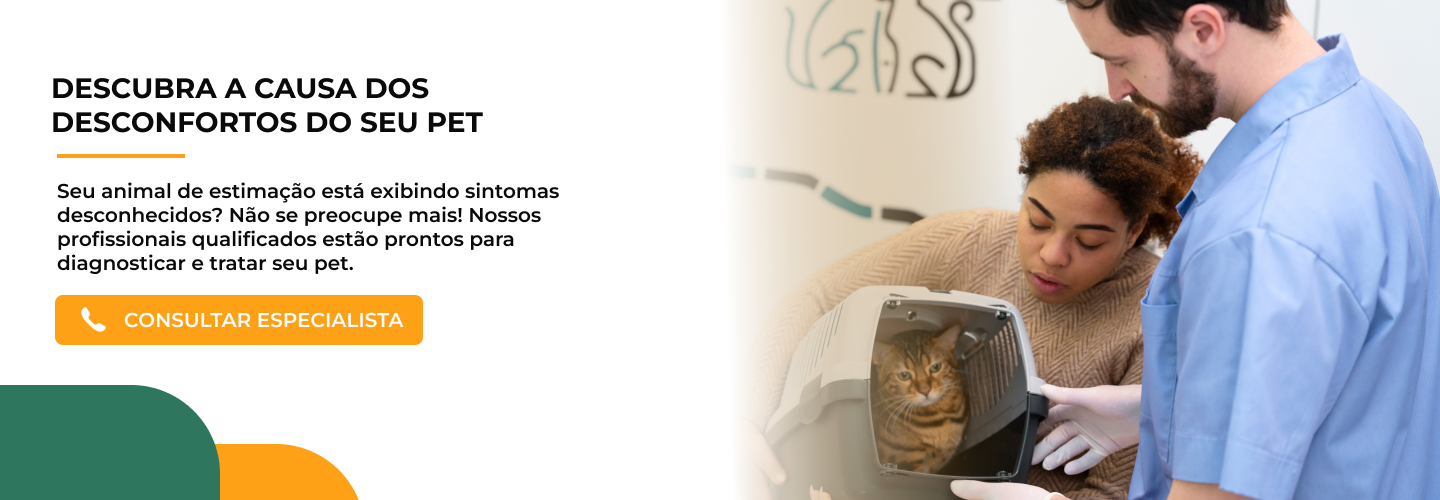 DESCUBRA A CAUSA DOS
DESCONFORTOS DO SEU PET
Seu animal de estimação está exibindo sintomas
desconhecidos? Não se preocupe mais! Nossos
profissionais qualificados estão prontos para
diagnosticar e tratar seu pet.
CONSULTAR ESPECIALISTA